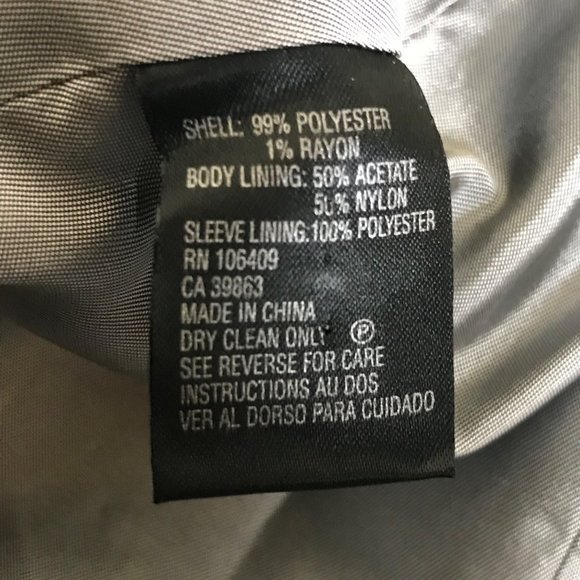 SHELL: 99% POLYESTER
1% RAYON
BODY LINING: 50% ACETATE
50% NYLON
SLEEVE LINING:100% POLYESTER
RN 106409
CA 39863
MADE IN CHINA
DRY CLEAN ONLY Ⓟ
SEE REVERSE FOR CARE
INSTRUCTIONS AU DOS
VER AL DORSO PARA CUIDADO